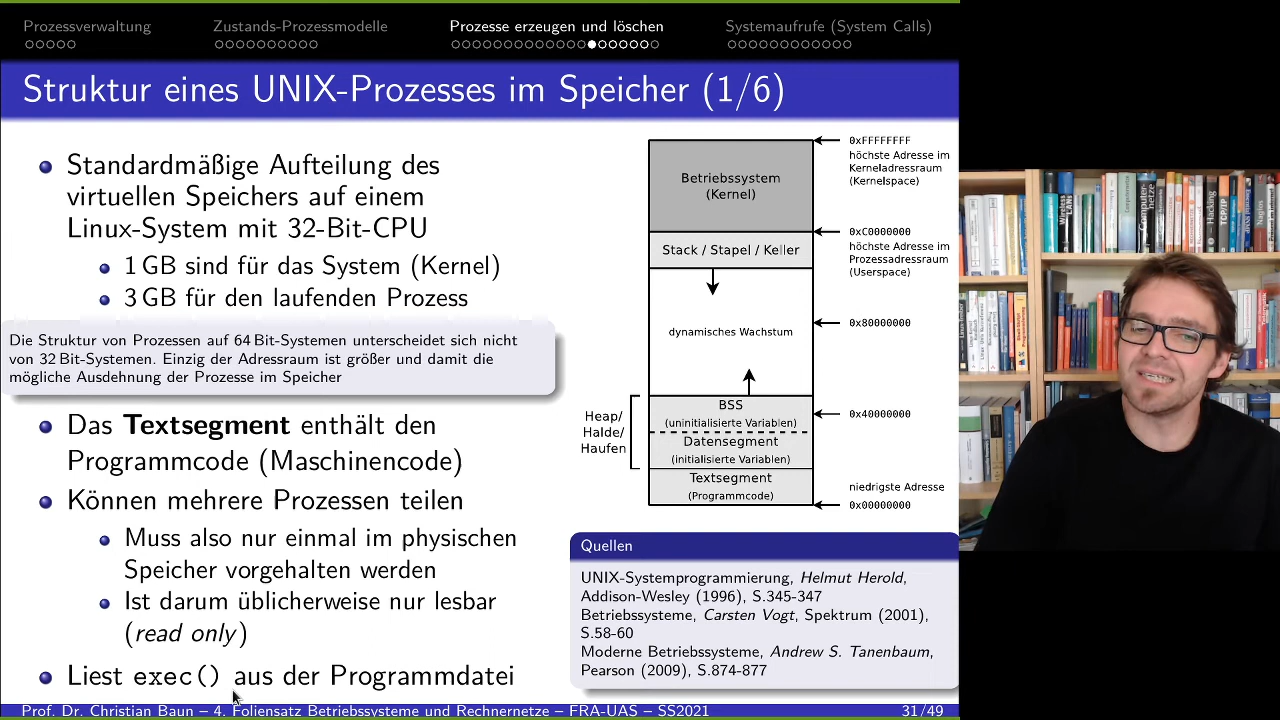 Prozessverwaltung
Zustands-Prozessmodelle
Prozesse erzeugen und löschen
Systemaufrufe (System Calls)
Struktur eines UNIX-Prozesses im Speicher (1/6)
Standardmäßige Aufteilung des
virtuellen Speichers auf einem
Linux-System mit 32-Bit-CPU
1 GB sind für das System (Kernel)
3 GB für den laufenden Prozess
Die Struktur von Prozessen auf 64 Bit-Systemen unterscheidet sich nicht
von 32 Bit-Systemen. Einzig der Adressraum ist größer und damit die
mögliche Ausdehnung der Prozesse im Speicher
Das Textsegment enthält den
Programmcode (Maschinencode)
Können mehrere Prozessen teilen
Muss also nur einmal im physischen
Speicher vorgehalten werden
Ist darum üblicherweise nur lesbar
(read only)
Liest exec() aus der Programmdatei
Betriebssystem
(Kernel)
Stack / Stapel / Keller
dynamisches Wachstum
Heap/
Halde/
Haufen
BSS
(uninitialisierte Variablen)
Datensegment
(initialisierte Variablen)
Textsegment
(Programmcode)
0xFFFFFFFF
höchste Adresse im
Kerneladressraum
(Kernelspace)
0xC0000000
höchste Adresse im
Prozessadressraum
(Userspace)
0x80000000
0x40000000
niedrigste Adresse
0x00000000
Quellen
UNIX-Systemprogrammierung, Helmut Herold,
Addison-Wesley (1996), S.345-347
Betriebssysteme, Carsten Vogt, Spektrum (2001),
S.58-60
Moderne Betriebssysteme, Andrew S. Tanenbaum,
Pearson (2009), S.874-877
Prof. Dr. Christian Baun – 4. Foliensatz Betriebssysteme und Rechnernetze – FRA-UAS – SS2021
31/49
Wireless
LANs
Computer-
netze
Hacking
TCP/IP
Nagios